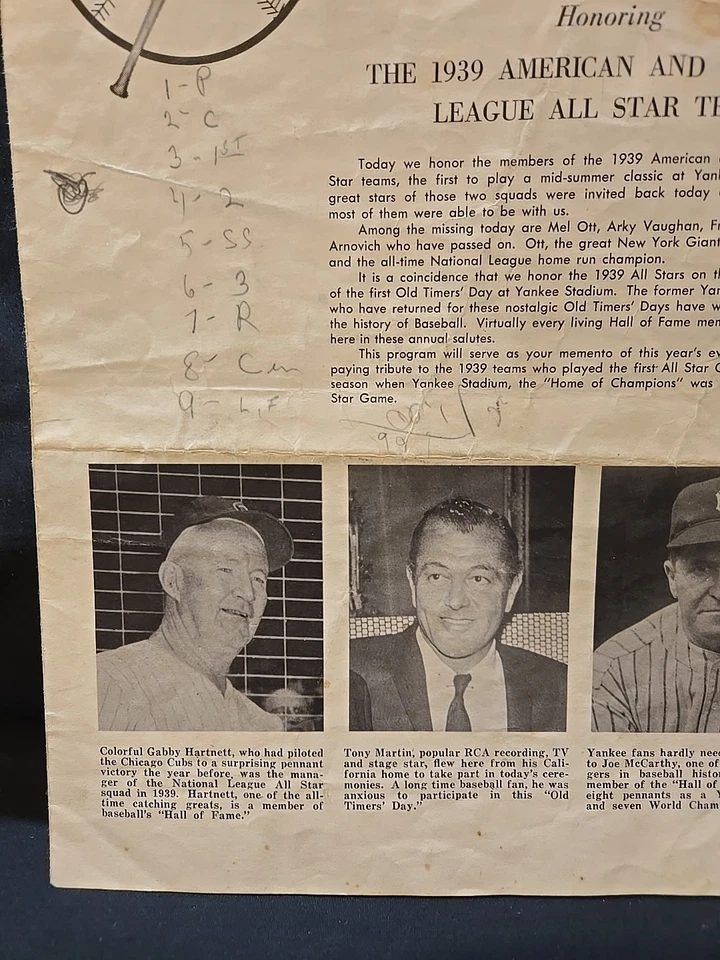 Honoring
THE 1939 AMERICAN AND
LEAGUE ALL STAR
Today we honor the members of the 1939 American
Star teams, the first to play a mid-summer classic at
great stars of those two squads were invited back today
most of them were able to be with us.
Among the missing today are Mel Ott, Arky Vaughan,
Arnovich who have passed on. Ott, the great New York
and the all-time National League home run champion.
It is a coincidence that we honor the 1939 All Stars on
of the first Old Timers' Day at Yankee Stadium. The former
who have returned for these nostalgic Old Timers' Days have
the history of Baseball. Virtually every living Hall of Fame
here in these annual salutes.
This program will serve as your memento of this year's
paying tribute to the 1939 teams who played the first All Star
season when Yankee Stadium, the "Home of Champions" was
Star Game.
1-P
2- C
3 - 1ST
4- 2
5- SS
6- 3
7- R
8- Cen
9- L.F
Colorful Gabby Hartnett, who had piloted
the Chicago Cubs to a surprising pennant
victory the year before, was the mana-
ger of the National League All Star
squad in 1939. Hartnett, one of the all-
time catching greats, is a member of
baseball's "Hall of Fame."
Tony Martin, popular RCA recording, TV
and stage star, flew here from his Cali-
fornia home to take part in today's cere-
monies. A long time baseball fan, he was
anxious to participate in this "Old
Timers' Day."
Yankee fans hardly
to Joe McCarthy, one of
gers in baseball
member of the "Hall of
eight pennants as a
and seven World